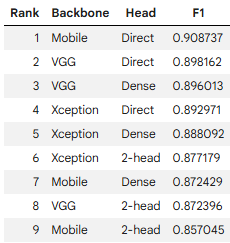 Rank Backbone Head F1
1 Mobile Direct 0.908737
2 VGG Direct 0.898162
3 VGG Dense 0.896013
4 Xception Direct 0.892971
5 Xception Dense 0.888092
6 Xception 2-head 0.877179
7 Mobile Dense 0.872429
8 VGG 2-head 0.872396
9 Mobile 2-head 0.857045